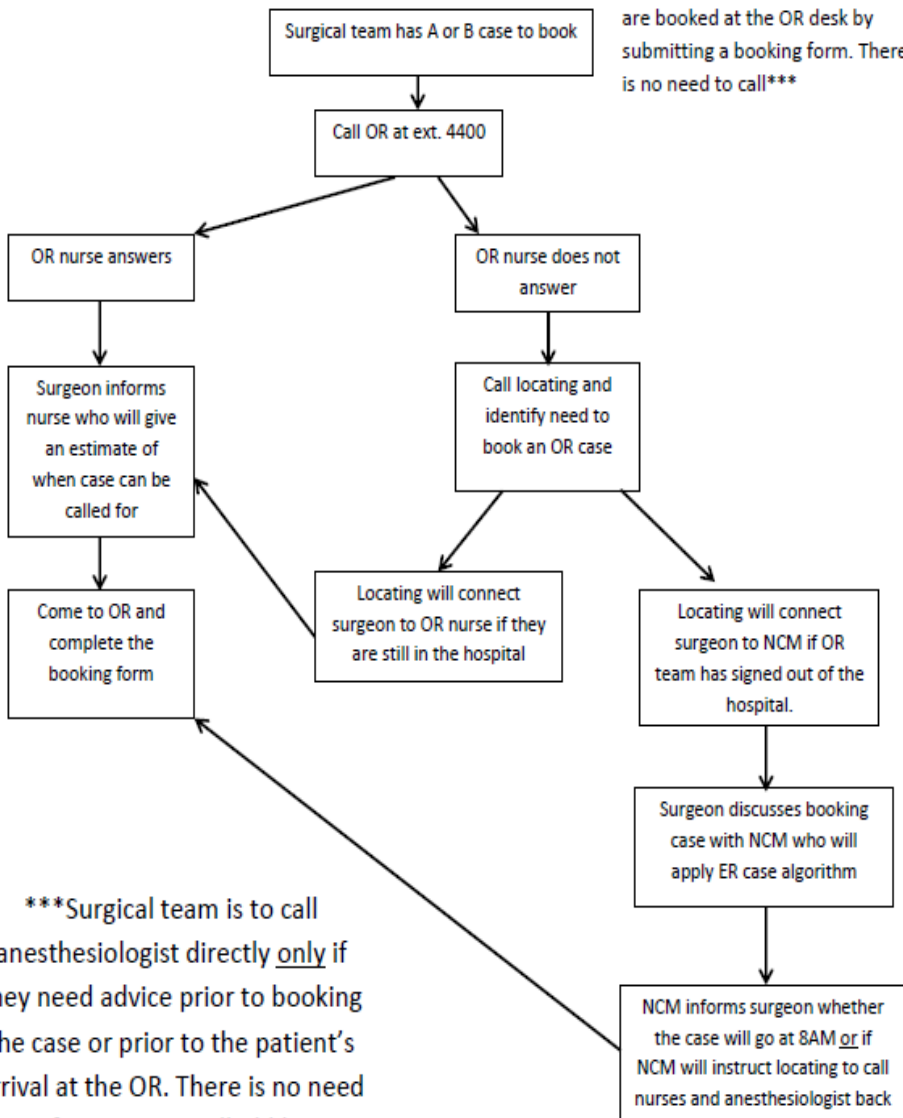 Surgical team has A or B case to book
are booked at the OR desk by
submitting a booking form. There
is no need to call***
Call OR at ext. 4400
OR nurse answers
OR nurse does not
answer
Surgeon informs
nurse who will give
an estimate of
when case can be
called for
Call locating and
identify need to
book an OR case
Come to OR and
complete the
booking form
Locating will connect
surgeon to OR nurse if they
are still in the hospital
Locating will connect
surgeon to NCM if OR
team has signed out of the
hospital.
Surgeon discusses booking
case with NCM who will
apply ER case algorithm
NCM informs surgeon whether
the case will go at 8AM or if
NCM will instruct locating to call
nurses and anesthesiologist back
***Surgical team is to call
anesthesiologist directly only if
hey need advice prior to booking
he case or prior to the patient's
rrival at the OR. There is no need